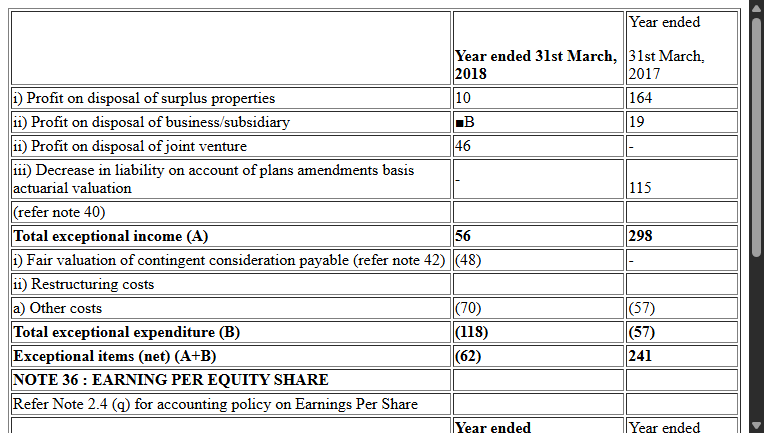 Year ended 31st March, 2018
Year ended
31st March, 2017
i) Profit on disposal of surplus properties 10 164
ii) Profit on disposal of business/subsidiary ■B 19
ii) Profit on disposal of joint venture 46 -
iii) Decrease in liability on account of plans amendments basis actuarial valuation - 115
(refer note 40)
Total exceptional income (A) 56 298
i) Fair valuation of contingent consideration payable (refer note 42) (48) -
ii) Restructuring costs
a) Other costs (70) (57)
Total exceptional expenditure (B) (118) (57)
Exceptional items (net) (A+B) (62) 241
NOTE 36 : EARNING PER EQUITY SHARE
Refer Note 2.4 (q) for accounting policy on Earnings Per Share
Year ended Year ended